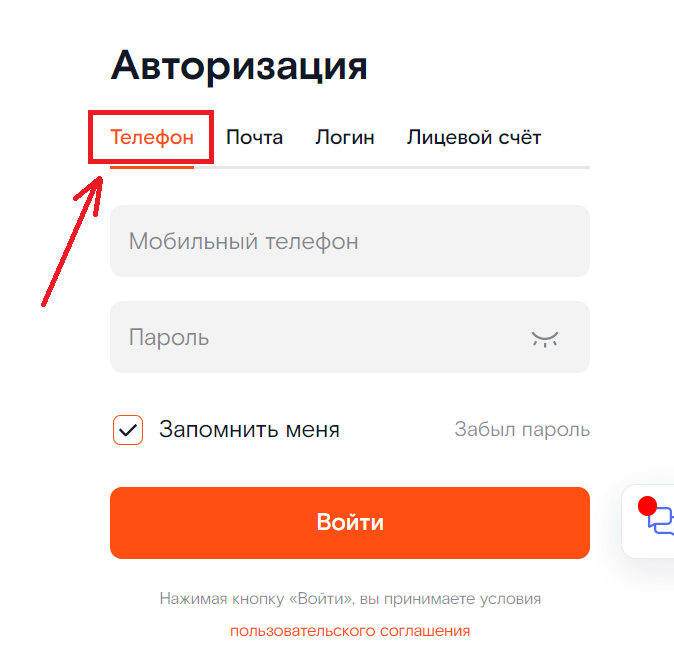 Авторизация
Телефон Почта Логин Лицевой счёт
Мобильный телефон
Пароль
Запомнить меня Забыл пароль
Войти
Нажимая кнопку «Войти», вы принимаете условия
пользовательского соглашения